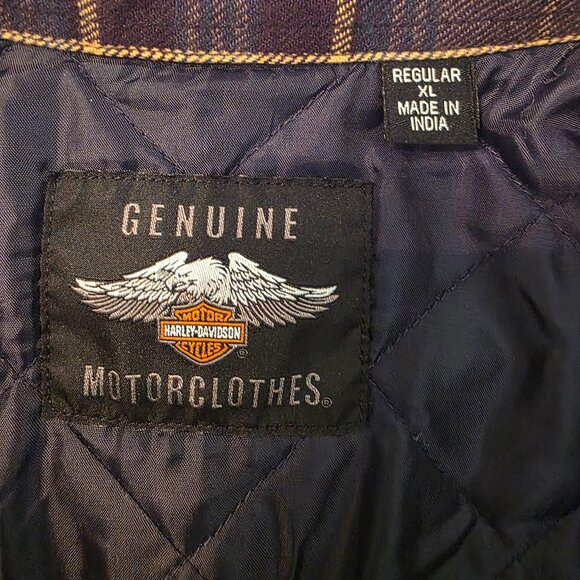 REGULAR
XL
MADE IN
INDIA
GENUINE
MOTOR
HARLEY-DAVIDSON
CYCLES
®
MOTORCLOTHES®